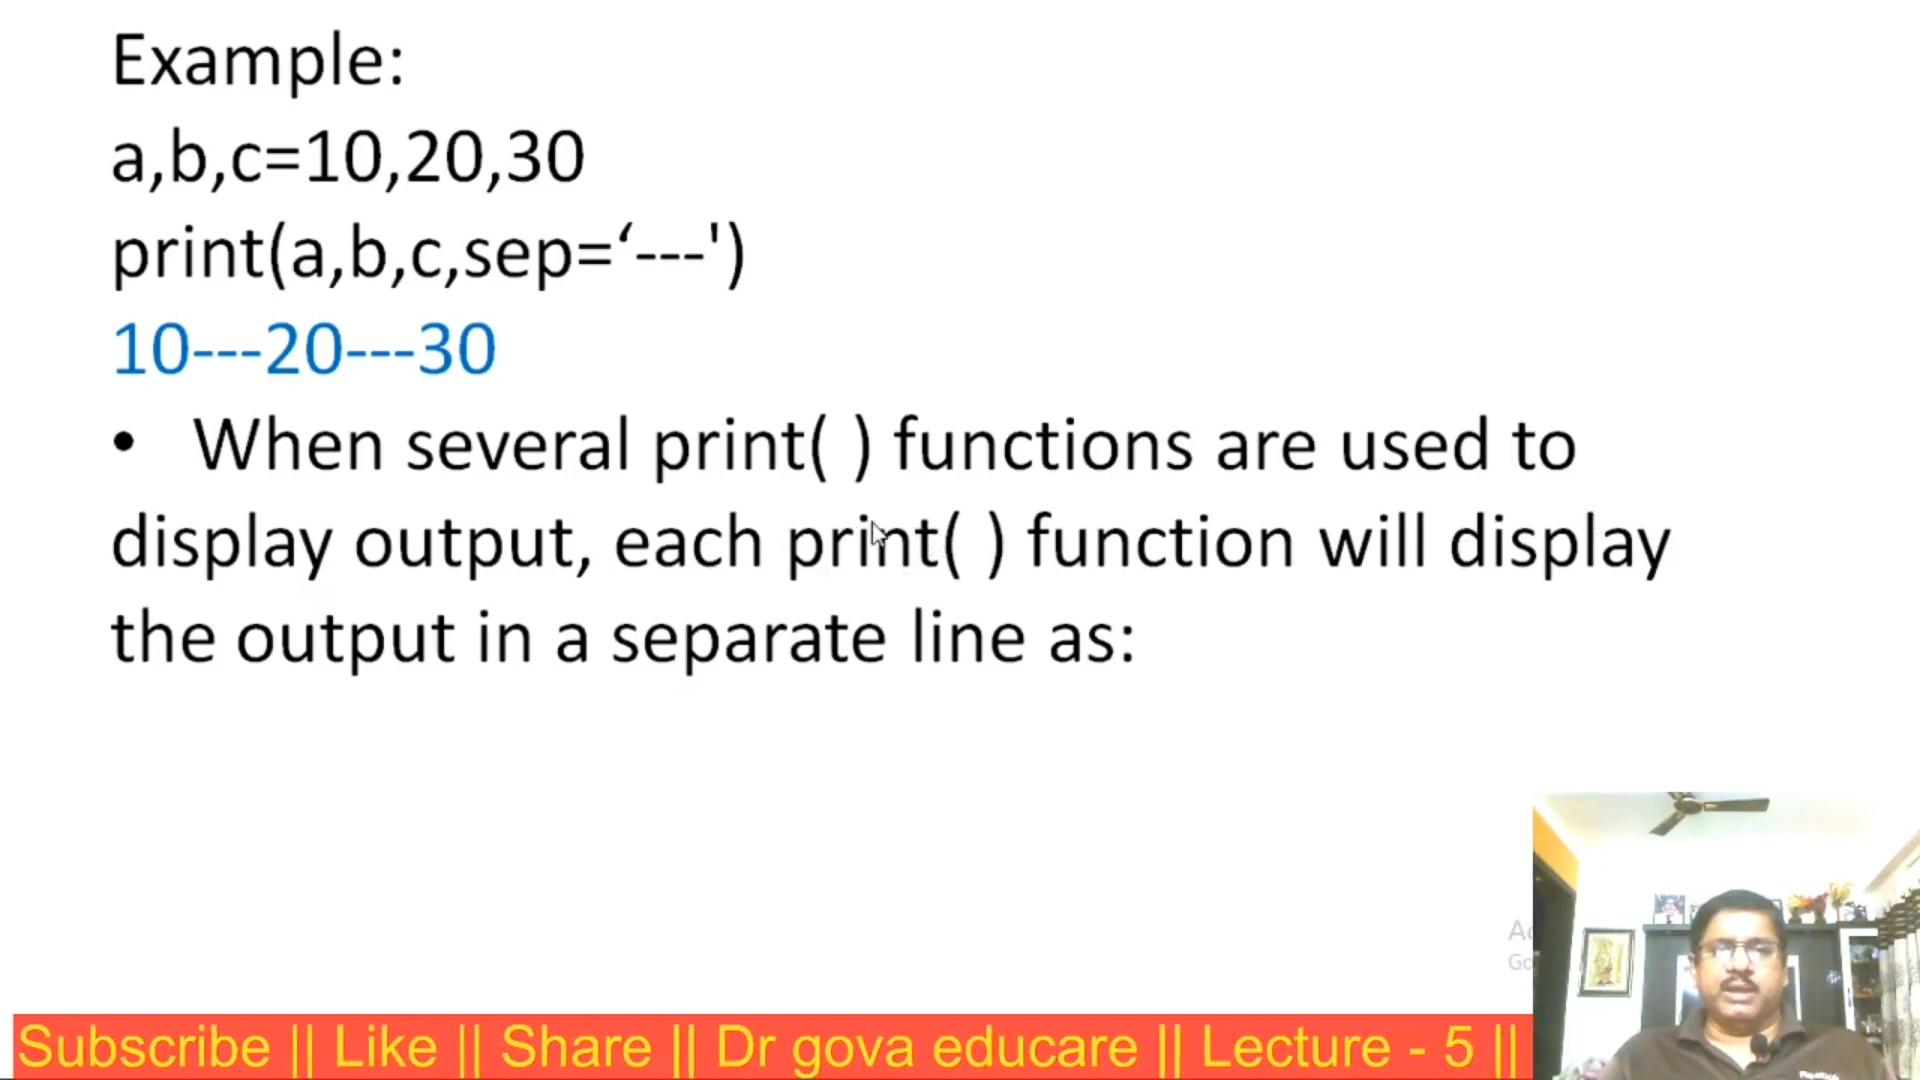 Example:
a,b,c=10,20,30
print(a,b,c,sep=‘---')
10---20---30
• When several print( ) functions are used to
display output, each print( ) function will display
the output in a separate line as:
Subscribe || Like || Share || Dr gova educare || Lecture - 5 ||